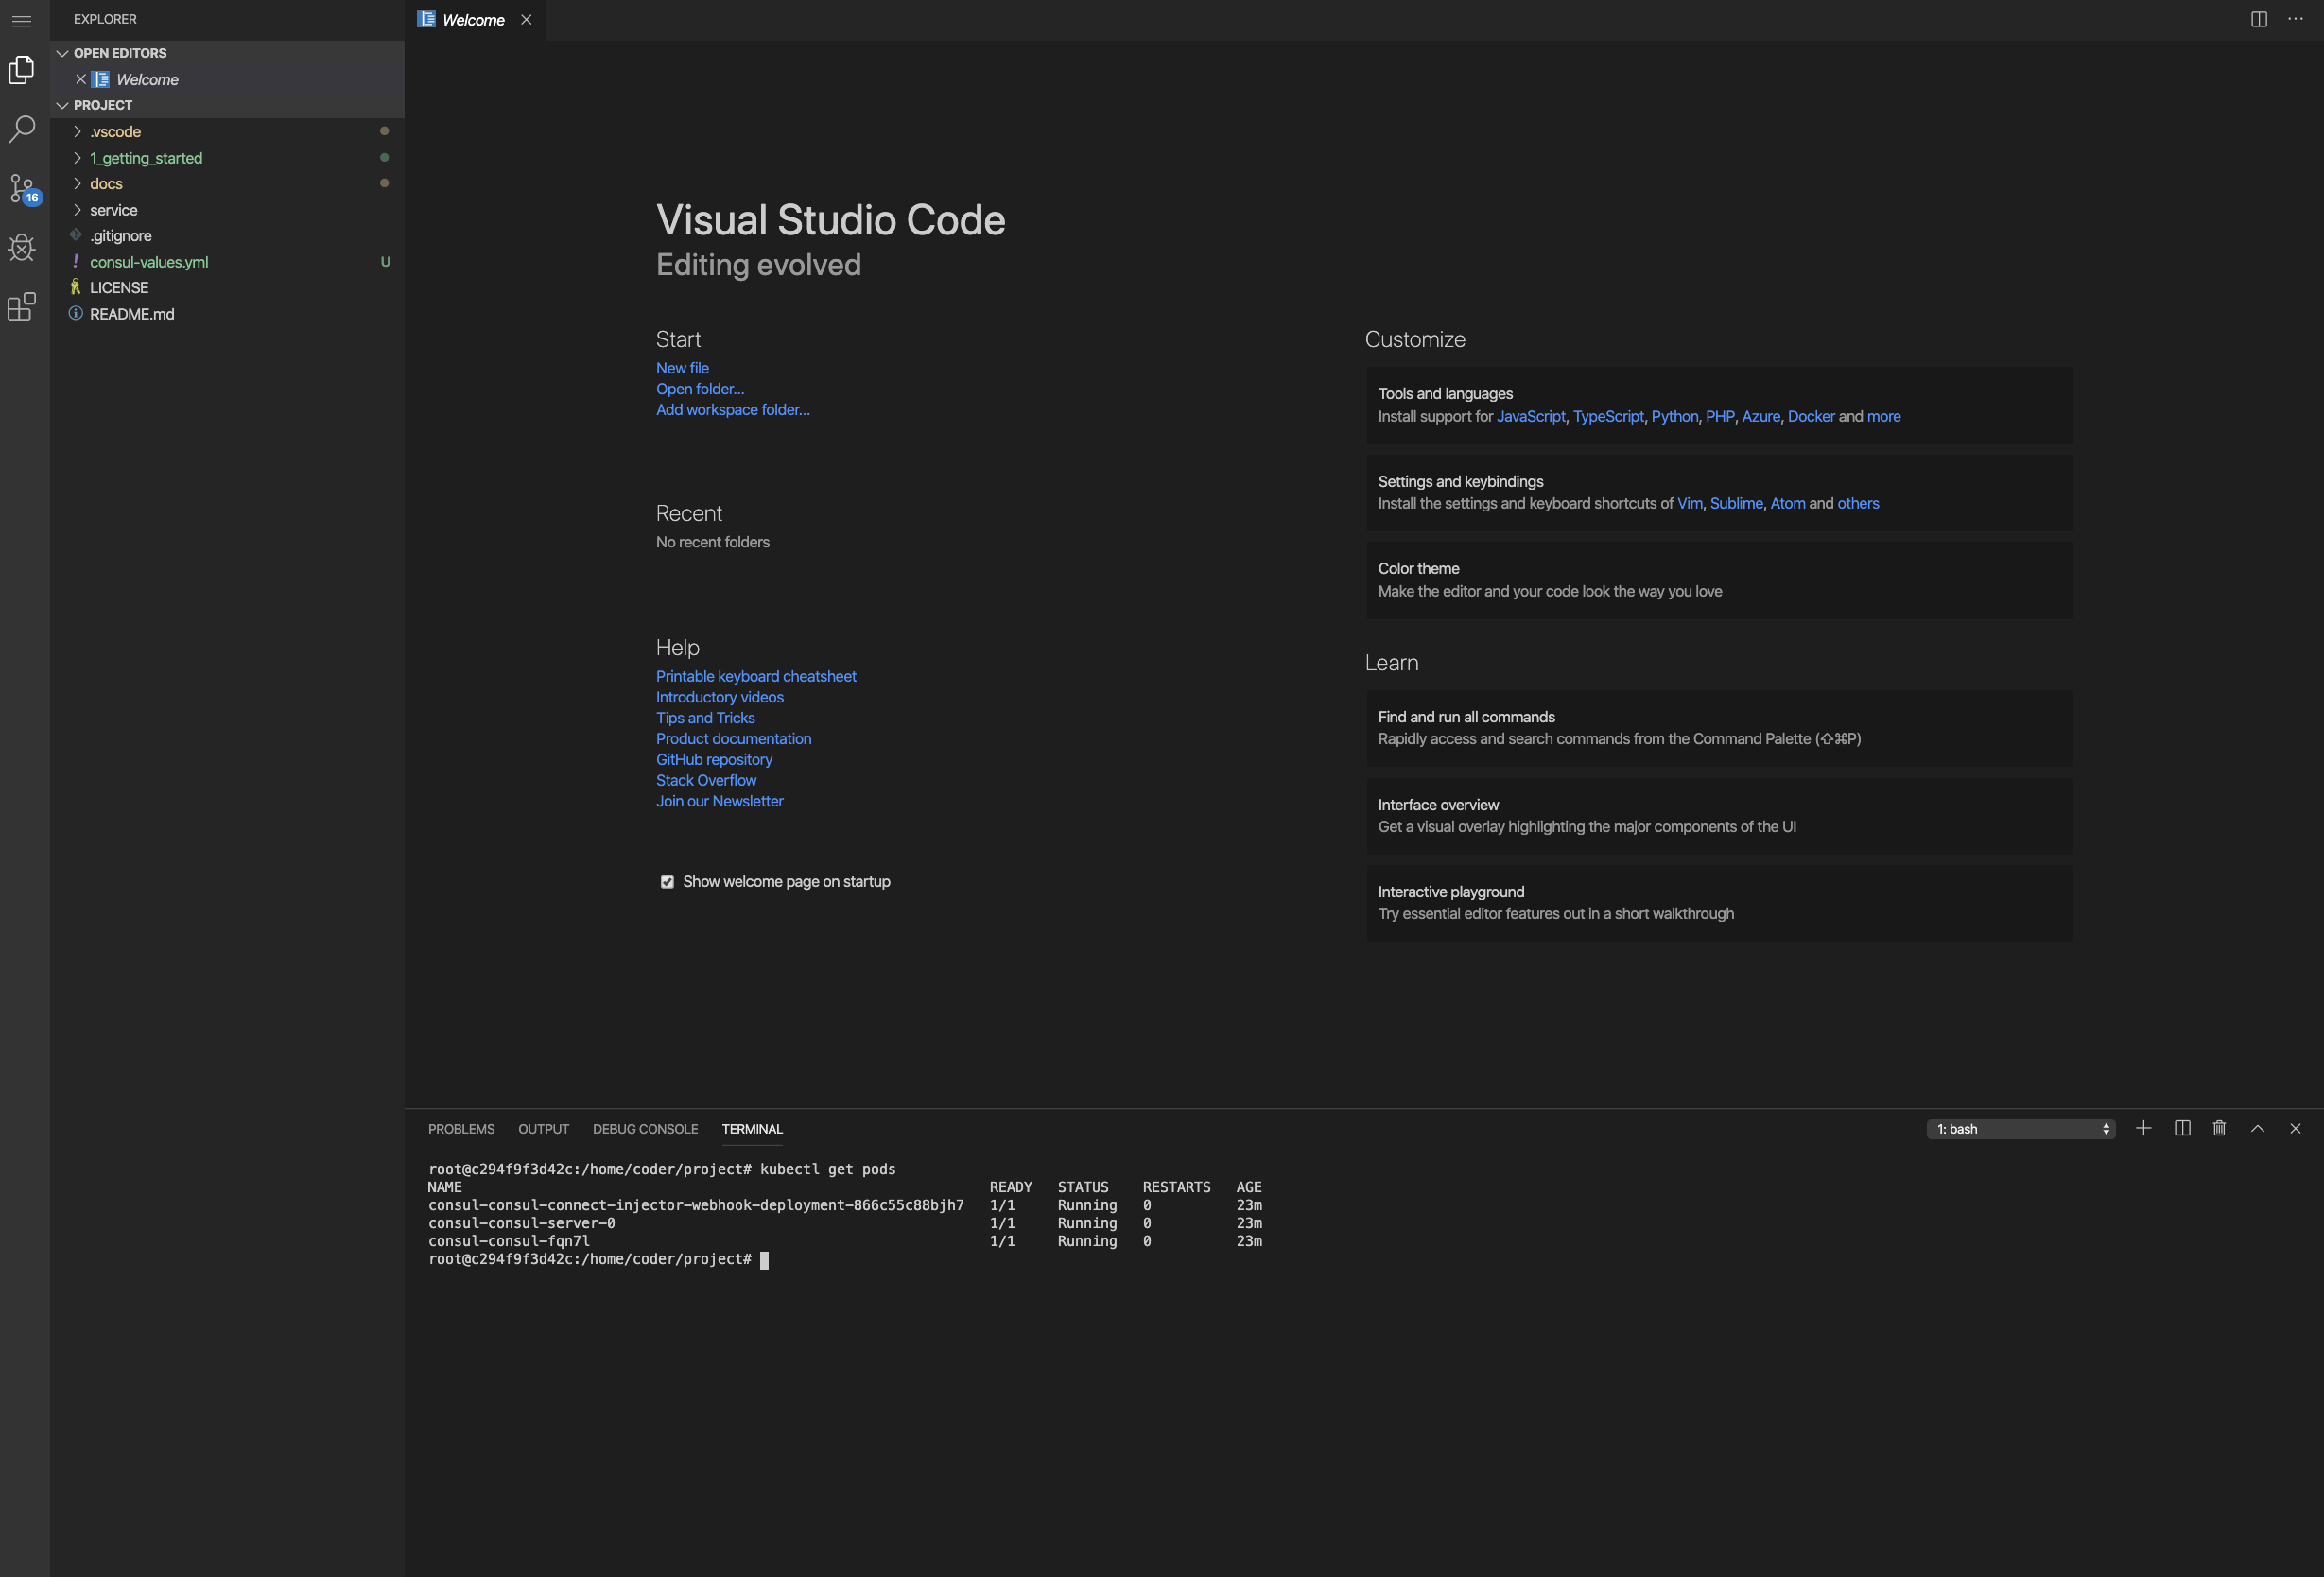 EXPLORER
OPEN EDITORS
Welcome
PROJECT
.vscode
1_getting_started
docs
service
.gitignore
consul-values.yml U
LICENSE
README.md
16
Welcome
Visual Studio Code
Editing evolved
Start
New file
Open folder...
Add workspace folder...
Recent
No recent folders
Help
Printable keyboard cheatsheet
Introductory videos
Tips and Tricks
Product documentation
GitHub repository
Stack Overflow
Join our Newsletter
Show welcome page on startup
Customize
Tools and languages
Install support for JavaScript, TypeScript, Python, PHP, Azure, Docker and more
Settings and keybindings
Install the settings and keyboard shortcuts of Vim, Sublime, Atom and others
Color theme
Make the editor and your code look the way you love
Learn
Find and run all commands
Rapidly access and search commands from the Command Palette (⇧⌘P)
Interface overview
Get a visual overlay highlighting the major components of the UI
Interactive playground
Try essential editor features out in a short walkthrough
PROBLEMS OUTPUT DEBUG CONSOLE TERMINAL 1: bash
root@c294f9f3d42c:/home/coder/project# kubectl get pods
NAME READY STATUS RESTARTS AGE
consul-consul-connect-injector-webhook-deployment-866c55c88bjh7 1/1 Running 0 23m
consul-consul-server-0 1/1 Running 0 23m
consul-consul-fqn7l 1/1 Running 0 23m
root@c294f9f3d42c:/home/coder/project#